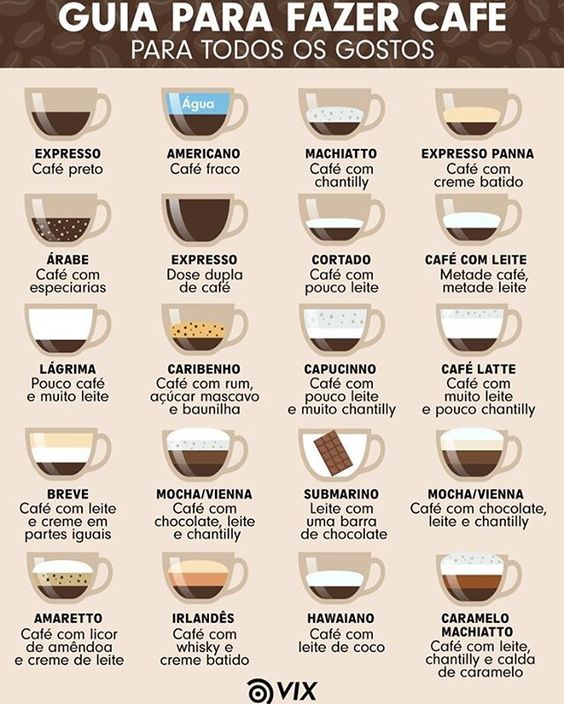 GUIA PARA FAZER CAFÉ
PARA TODOS OS GOSTOS
Água
EXPRESSO
Café preto
AMERICANO
Café fraco
MACHIATTO
Café com
chantilly
EXPRESSO PANNA
Café com
creme batido
ÁRABE
Café com
especiarias
EXPRESSO
Dose dupla
de café
CORTADO
Café com
pouco leite
CAFÉ COM LEITE
Metade café,
metade leite
LÁGRIMA
Pouco café
e muito leite
CARIBENHO
Café com rum,
açúcar mascavo
e baunilha
CAPUCINNO
Café com
pouco leite
e muito chantilly
CAFÉ LATTE
Café com
muito leite
e pouco chantilly
BREVE
Café com leite
e creme em
partes iguais
MOCHA/VIENNA
Café com
chocolate, leite
e chantilly
SUBMARINO
Leite com
uma barra
de chocolate
MOCHA/VIENNA
Café com chocolate,
leite e chantilly
AMARETTO
Café com licor
de amêndoa
e creme de leite
IRLANDÊS
Café com
whisky e
creme batido
HAWAIANO
Café com
leite de coco
CARAMELO
MACHIATTO
Café com leite,
chantilly e calda
de caramelo
VIX